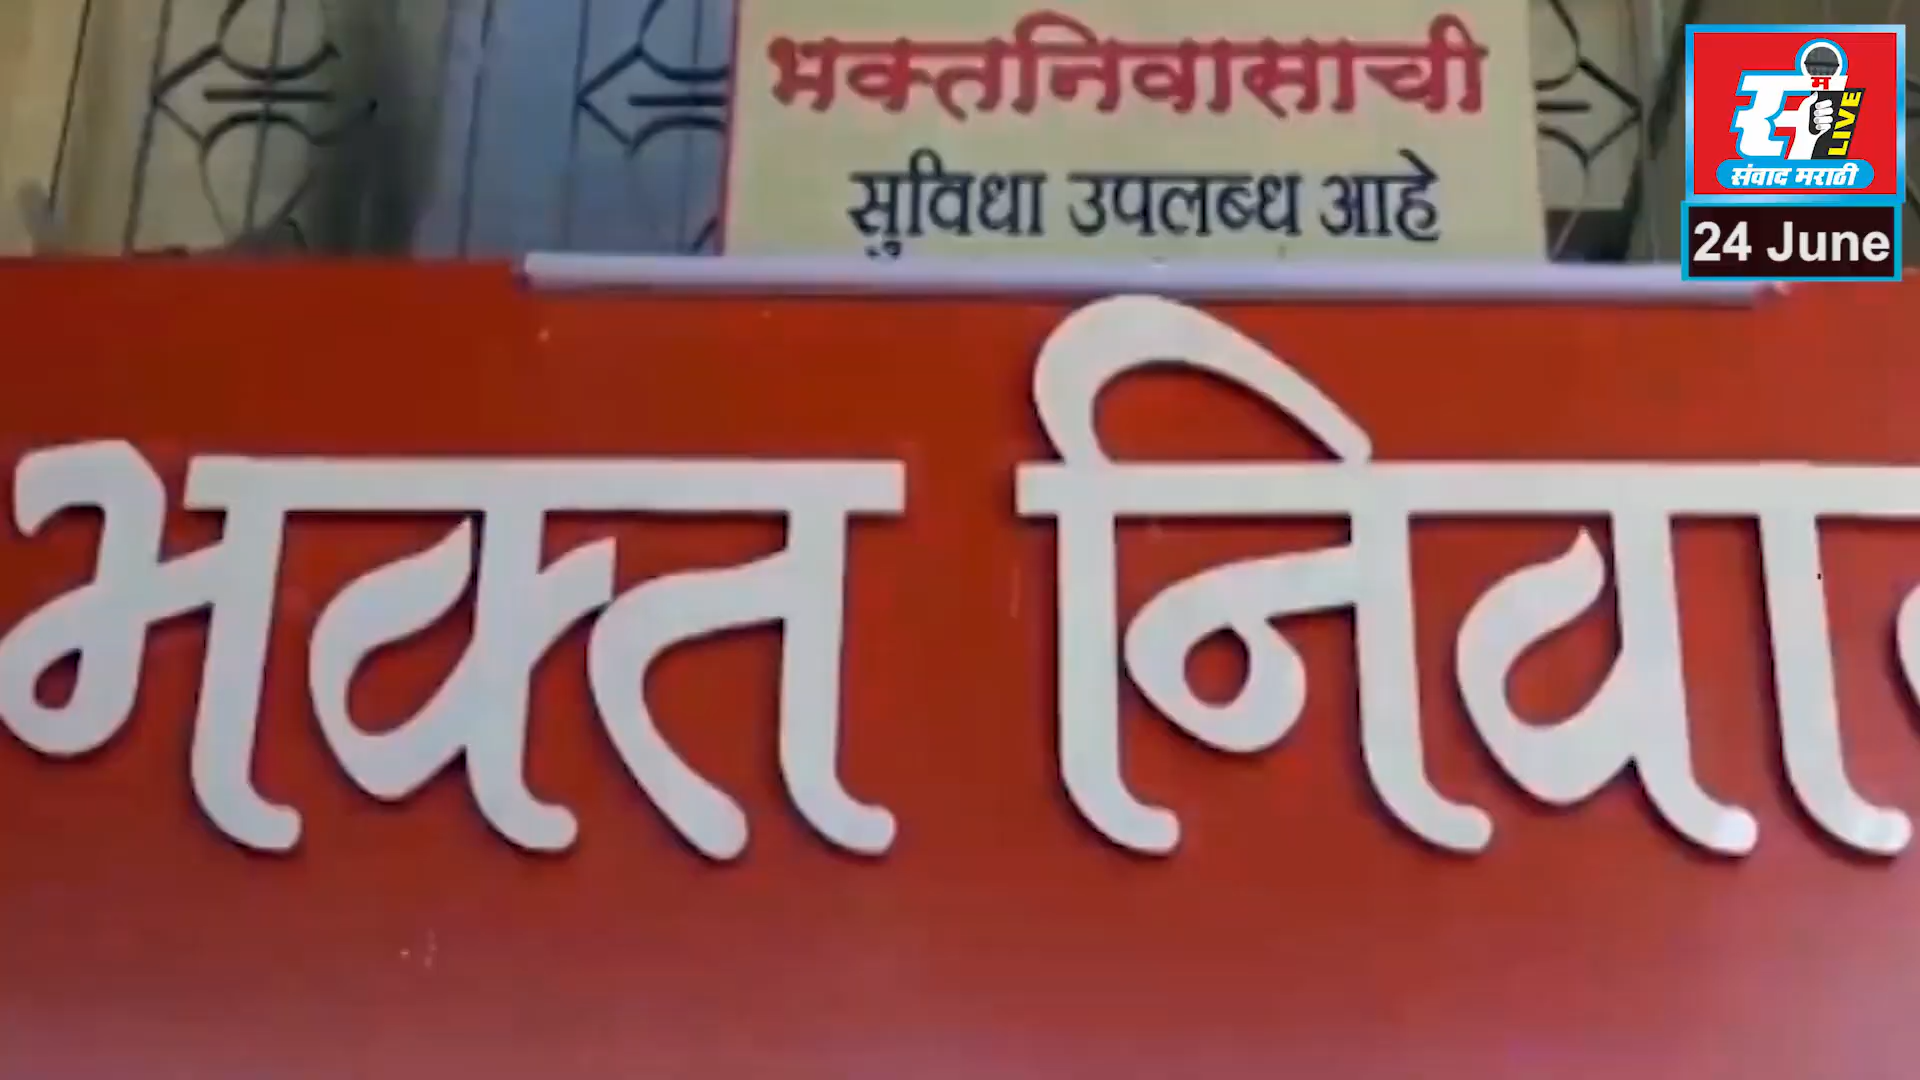 भक्तनिवासाची
सुविधा उपलब्ध आहे
स
म
LIVE
संवाद मराठी
24 June
भक्त निवा